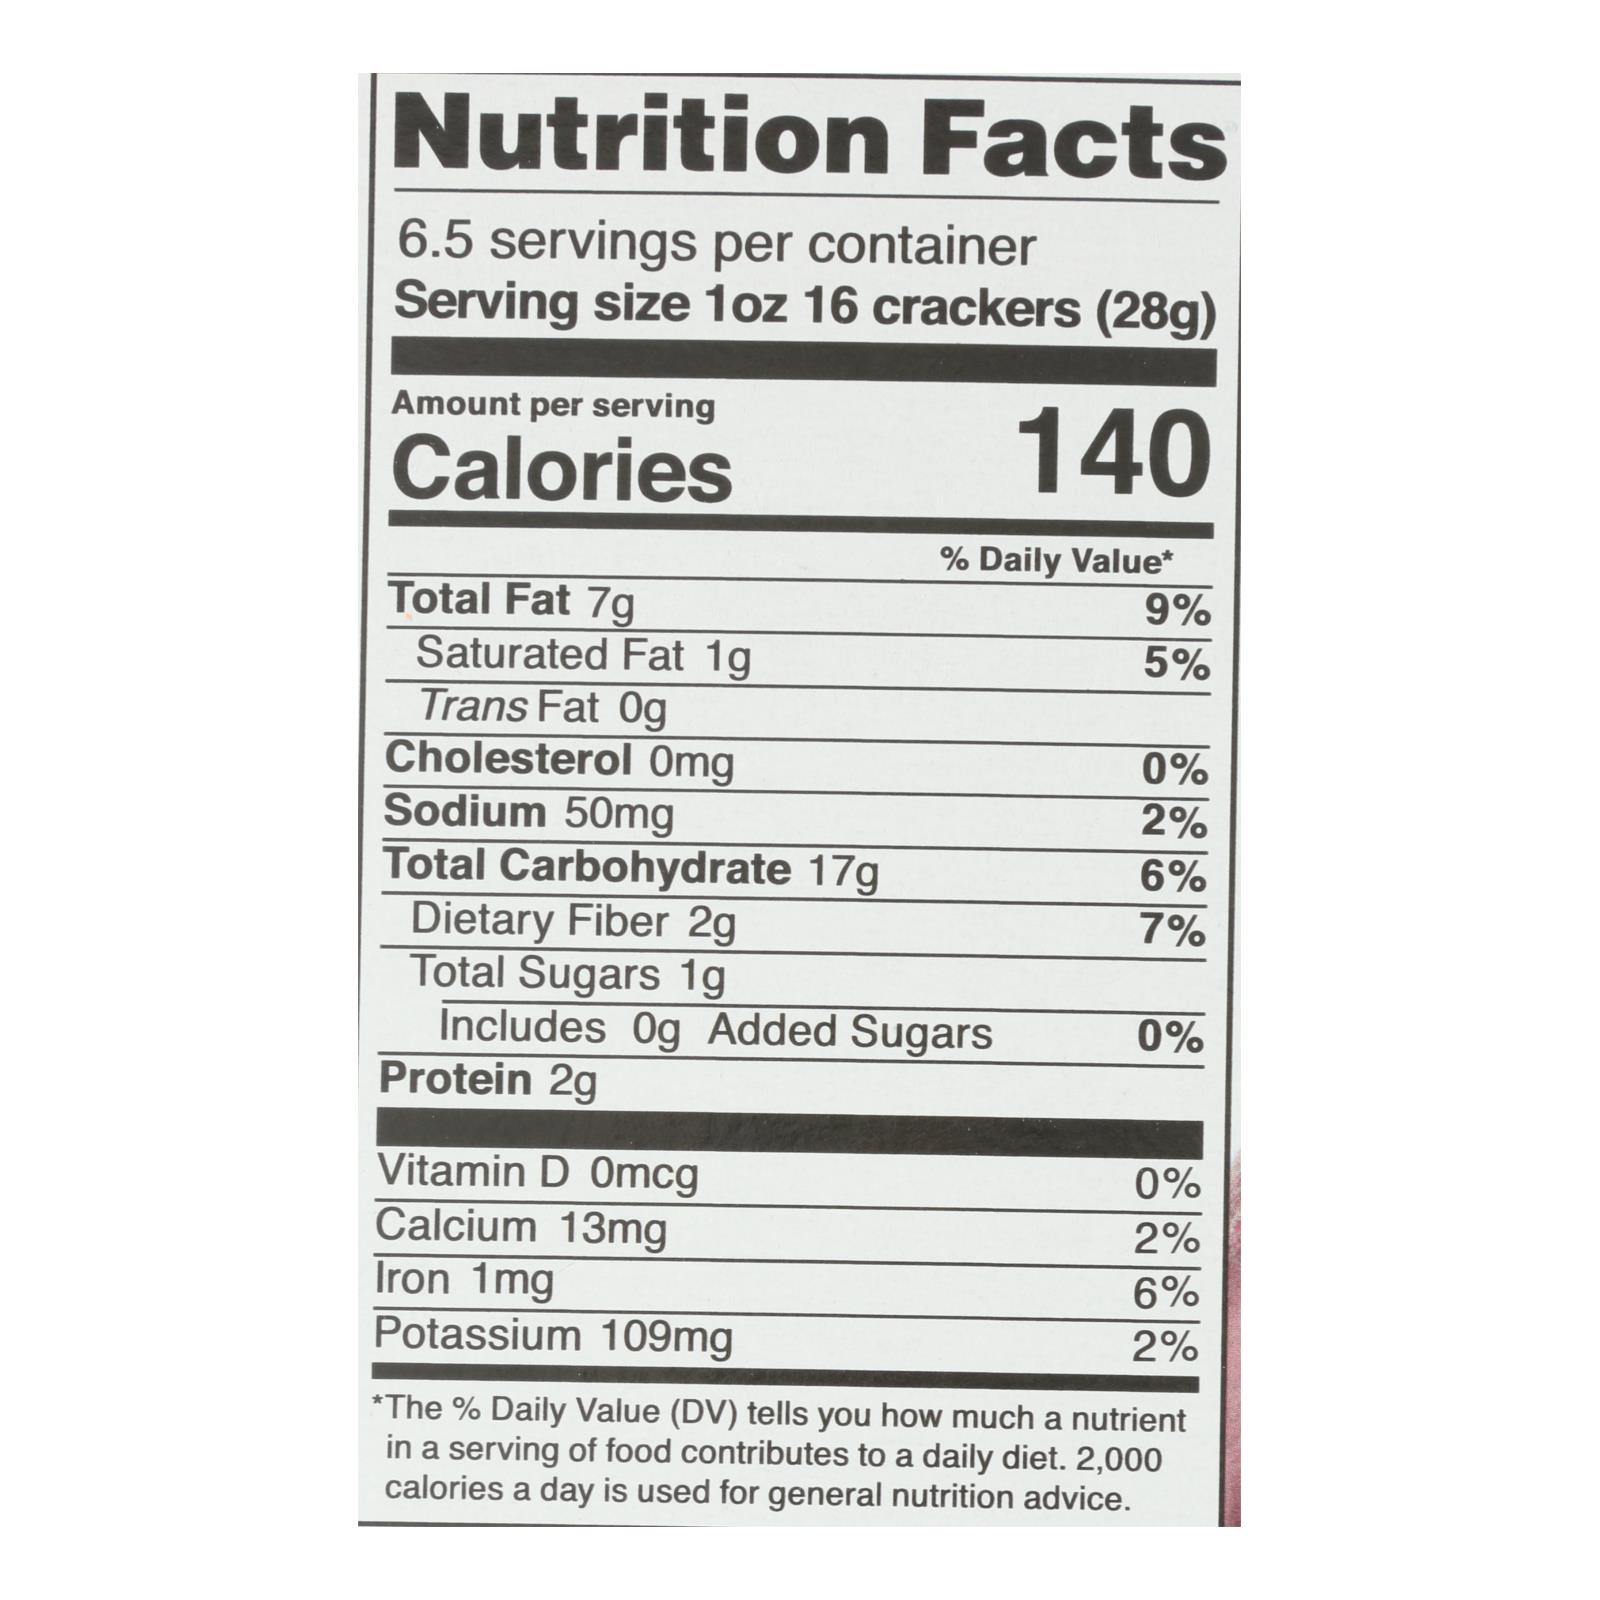 Nutrition Facts
6.5 servings per container
Serving size 1oz 16 crackers (28g)
Amount per serving
Calories 140
% Daily Value*
Total Fat 7g 9%
Saturated Fat 1g 5%
Trans Fat 0g
Cholesterol 0mg 0%
Sodium 50mg 2%
Total Carbohydrate 17g 6%
Dietary Fiber 2g 7%
Total Sugars 1g
Includes 0g Added Sugars 0%
Protein 2g
Vitamin D 0mcg 0%
Calcium 13mg 2%
Iron 1mg 6%
Potassium 109mg 2%
*The % Daily Value (DV) tells you how much a nutrient
in a serving of food contributes to a daily diet. 2,000
calories a day is used for general nutrition advice.